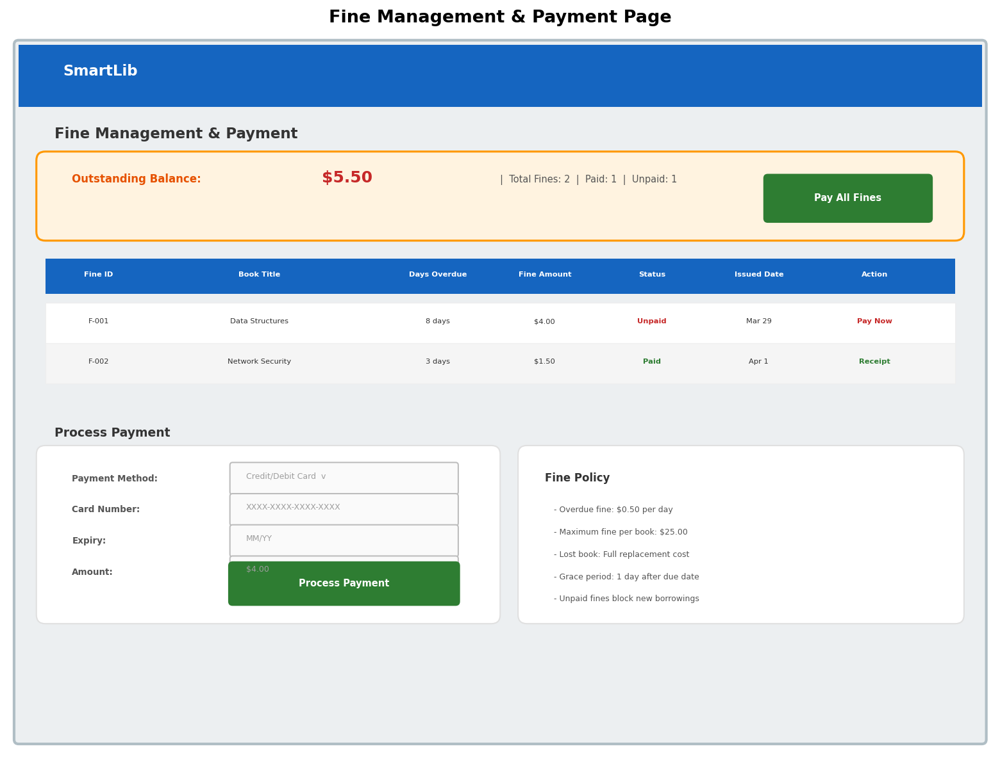 Fine Management & Payment Page
SmartLib
Fine Management & Payment
Outstanding Balance: $5.50 | Total Fines: 2 | Paid: 1 | Unpaid: 1
Pay All Fines
Fine ID Book Title Days Overdue Fine Amount Status Issued Date Action
F-001 Data Structures 8 days $4.00 Unpaid Mar 29 Pay Now
F-002 Network Security 3 days $1.50 Paid Apr 1 Receipt
Process Payment
Payment Method: Credit/Debit Card v
Card Number: XXXX-XXXX-XXXX-XXXX
Expiry: MM/YY
Amount: $4.00
Process Payment
Fine Policy
- Overdue fine: $0.50 per day
- Maximum fine per book: $25.00
- Lost book: Full replacement cost
- Grace period: 1 day after due date
- Unpaid fines block new borrowings